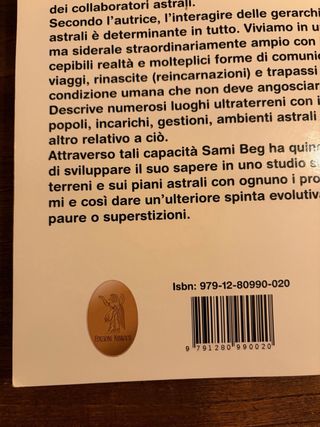 dei collaboratori astrali.
Secondo l'autrice, l'interagire delle gerarchi
astrali è determinante in tutto. Viviamo in u
ma siderale straordinariamente ampio con
cepibili realtà e molteplici forme di comuni
viaggi, rinascite (reincarnazioni) e trapassi
condizione umana che non deve angosciar
Descrive numerosi luoghi ultraterreni con i
popoli, incarichi, gestioni, ambienti astrali
altro relativo a ciò.
Attraverso tali capacità Sami Beg ha quin
di sviluppare il suo sapere in uno studio s
terreni e sui piani astrali con ognuno i pro
mi e così dare un'ulteriore spinta evolutiv
paure o superstizioni.
Isbn: 979-12-80990-020
9 791280 990020
EDIZIONI